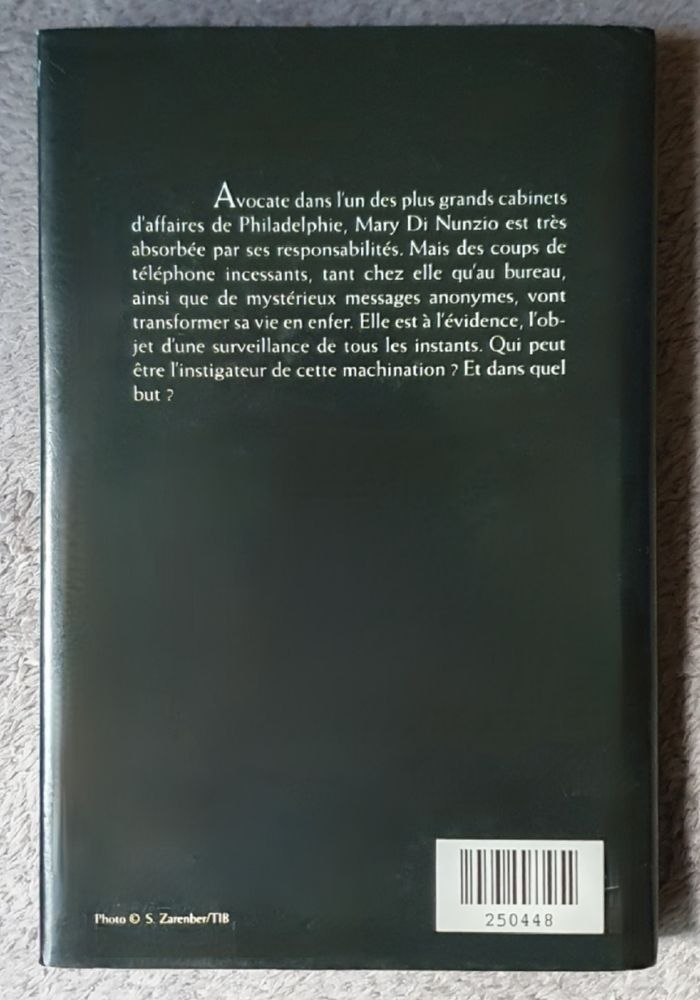 Avocate dans l'un des plus grands cabinets
d'affaires de Philadelphie, Mary Di Nunzio est très
absorbée par ses responsabilités. Mais des coups de
téléphone incessants, tant chez elle qu'au bureau,
ainsi que de mystérieux messages anonymes, vont
transformer sa vie en enfer. Elle est à l'évidence, l'ob-
jet d'une surveillance de tous les instants. Qui peut
être l'instigateur de cette machination ? Et dans quel
but ?
Photo © S. Zarenber/TIB
250448